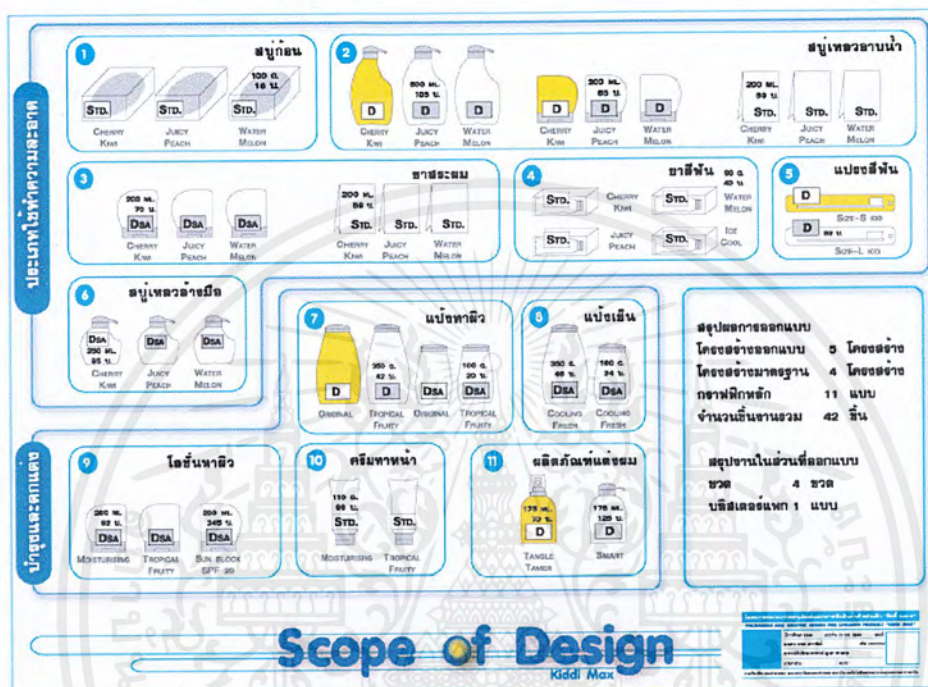 ประเภทใช้ทำความสะอาด
1
สบู่ก้อน
100 G.
16 บ.
STD. STD. STD.
CHERRY KIWI
JUICY PEACH
WATER MELON
2
สบู่เหลวอาบน้ำ
D
105 บ.
D
D
CHERRY KIWI
JUICY PEACH
WATER MELON
200 ML.
65 บ.
D D D
CHERRY KIWI
JUICY PEACH
WATER MELON
200 ML.
59 บ.
STD. STD. STD.
CHERRY KIWI
JUICY PEACH
WATER MELON
3
ยาสระผม
200 ML.
70 บ.
DSA DSA DSA
CHERRY KIWI
JUICY PEACH
WATER MELON
200 ML.
STD. STD. STD.
CHERRY KIWI
JUICY PEACH
WATER MELON
4
ยาสีฟัน
90 G.
40 บ.
STD.
CHERRY KIWI
STD.
WATER MELON
STD.
JUICY PEACH
STD.
ICE COOL
5
แปรงสีฟัน
D
SIZE-S KID
D
SIZE-L KID
6
สบู่เหลวล้างมือ
DSA
250 ML.
DSA
DSA
CHERRY KIWI
JUICY PEACH
WATER MELON
7
แป้งทาผิว
D
350 G.
42 บ.
D
DSA
160 G.
20 บ.
DSA
ORIGINAL
TROPICAL FRUITY
ORIGINAL
TROPICAL FRUITY
8
แป้งเย็น
350 G.
DSA
160 G.
24 บ.
DSA
COOLING FRESH
COOLING FRESH
บำรุงและตกแต่ง
9
โลชั่นทาผิว
DSA
DSA
200 ML.
345 บ.
DSA
MOISTURISING
TROPICAL FRUITY
SUN BLOCK
10
ครีมทาหน้า
110 G.
99 บ.
STD.
STD.
MOISTURISING
TROPICAL FRUITY
11
ผลิตภัณฑ์แต่งผม
175 ML.
D
175 ML.
125 บ.
D
TANGLE TAMER
SMART
สรุปผลการออกแบบ
โครงสร้างออกแบบ 5 โครงสร้าง
โครงสร้างมาตรฐาน 4 โครงสร้าง
กราฟฟิกหลัก 11 แบบ
จำนวนชิ้นงานรวม 42 ชิ้น
สรุปงานในส่วนที่ออกแบบ
ขวด 4 ขวด
บลิสเตอร์แพก 1 แบบ
Scope of Design
Kiddi Max